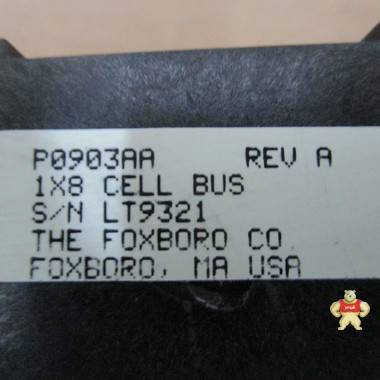 P0903AA REV A
1X8 CELL BUS
S/N LT9321
THE FOXBORO CO
FOXBORO, MA USA